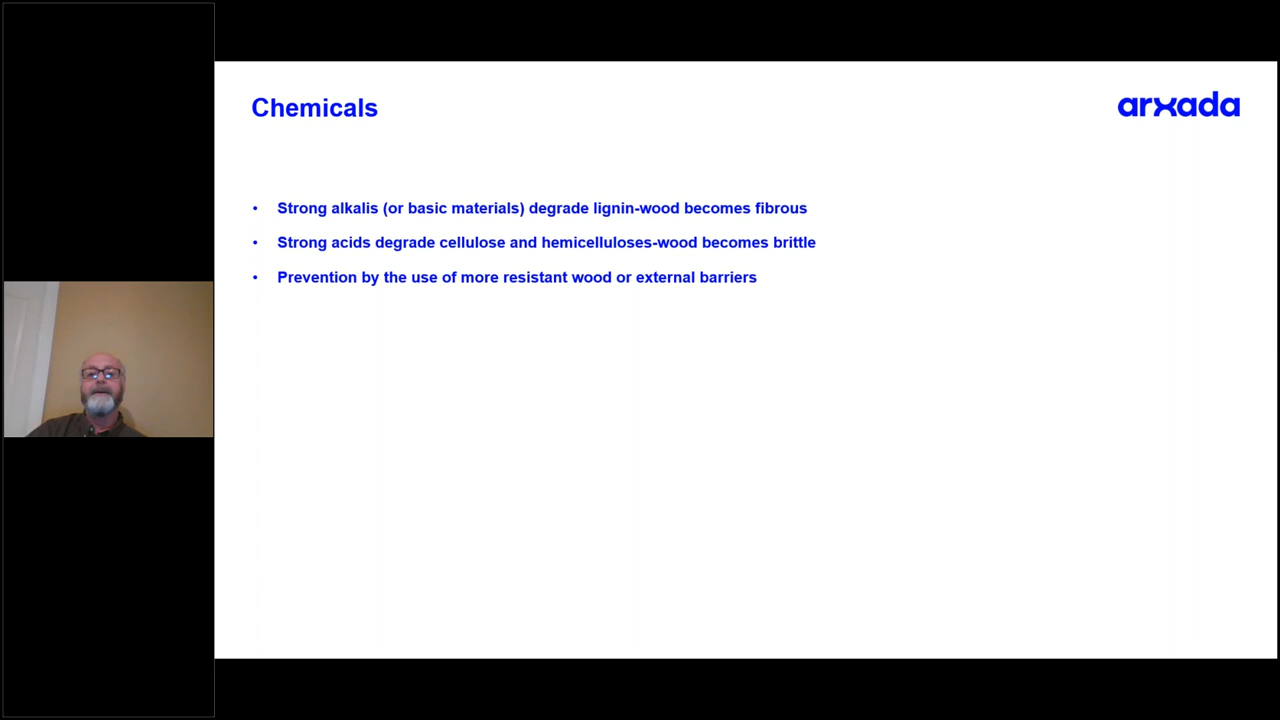 Chemicals
arxada
• Strong alkalis (or basic materials) degrade lignin-wood becomes fibrous
• Strong acids degrade cellulose and hemicelluloses-wood becomes brittle
• Prevention by the use of more resistant wood or external barriers